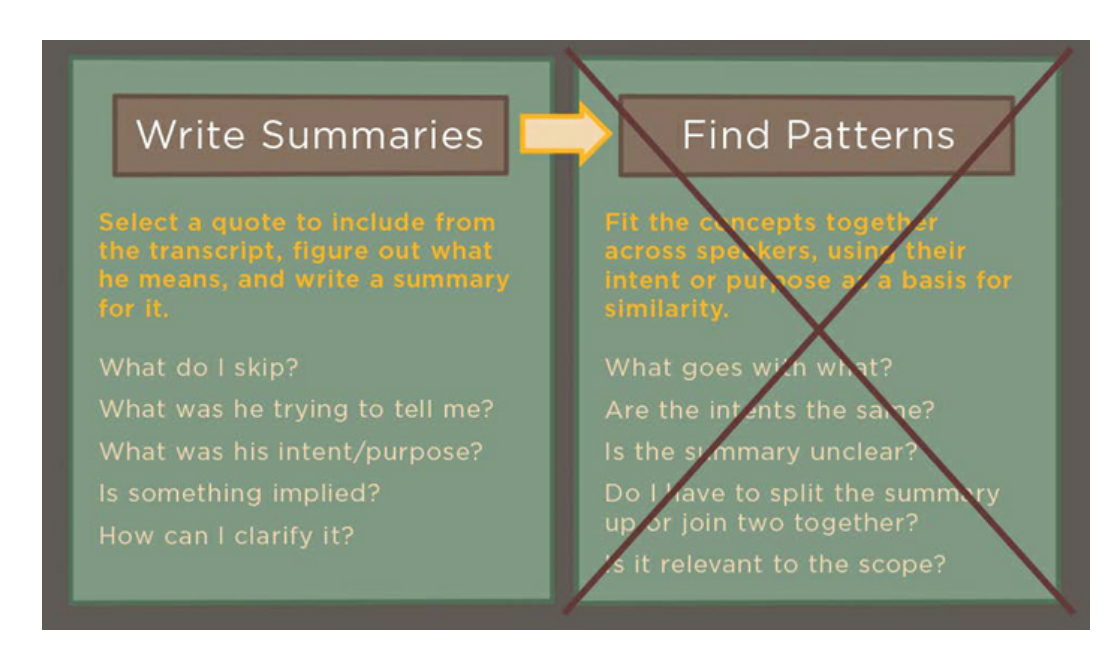 Write Summaries
Select a quote to include from
the transcript, figure out what
he means, and write a summary
for it.
What do I skip?
What was he trying to tell me?
What was his intent/purpose?
Is something implied?
How can I clarify it?
Find Patterns
Fit the concepts together
across speakers, using their
intent or purpose as a basis for
similarity.
What goes with what?
Are the intents the same?
Is the summary unclear?
Do I have to split the summary
up or join two together?
Is it relevant to the scope?